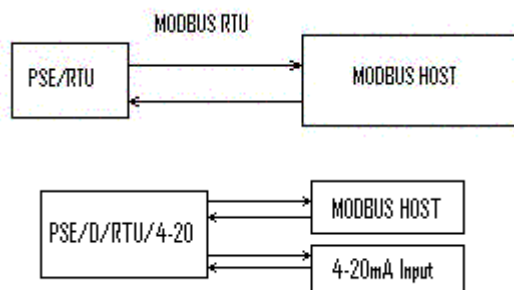 MODBUS RTU
PSE/RTU
MODBUS HOST
PSE/D/RTU/4-20
MODBUS HOST
4-20mA Input